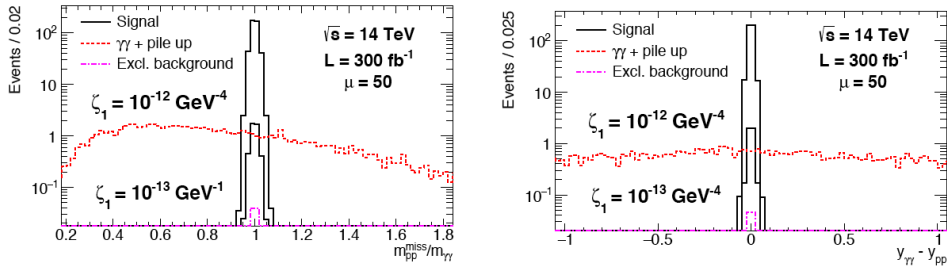 Events / 0.02
10²
10
1
10⁻¹
Signal
γγ + pile up
Excl. background
√s = 14 TeV
L = 300 fb⁻¹
μ = 50
ζ₁ = 10⁻¹² GeV⁻⁴
ζ₁ = 10⁻¹³ GeV⁻¹
0.2 0.4 0.6 0.8 1 1.2 1.4 1.6 1.8
m_pp^miss/m_γγ
Events / 0.025
10²
10
1
10⁻¹
Signal
γγ + pile up
Excl. background
√s = 14 TeV
L = 300 fb⁻¹
μ = 50
ζ₁ = 10⁻¹² GeV⁻⁴
ζ₁ = 10⁻¹³ GeV⁻⁴
-1 -0.5 0 0.5 1
y_γγ - y_pp